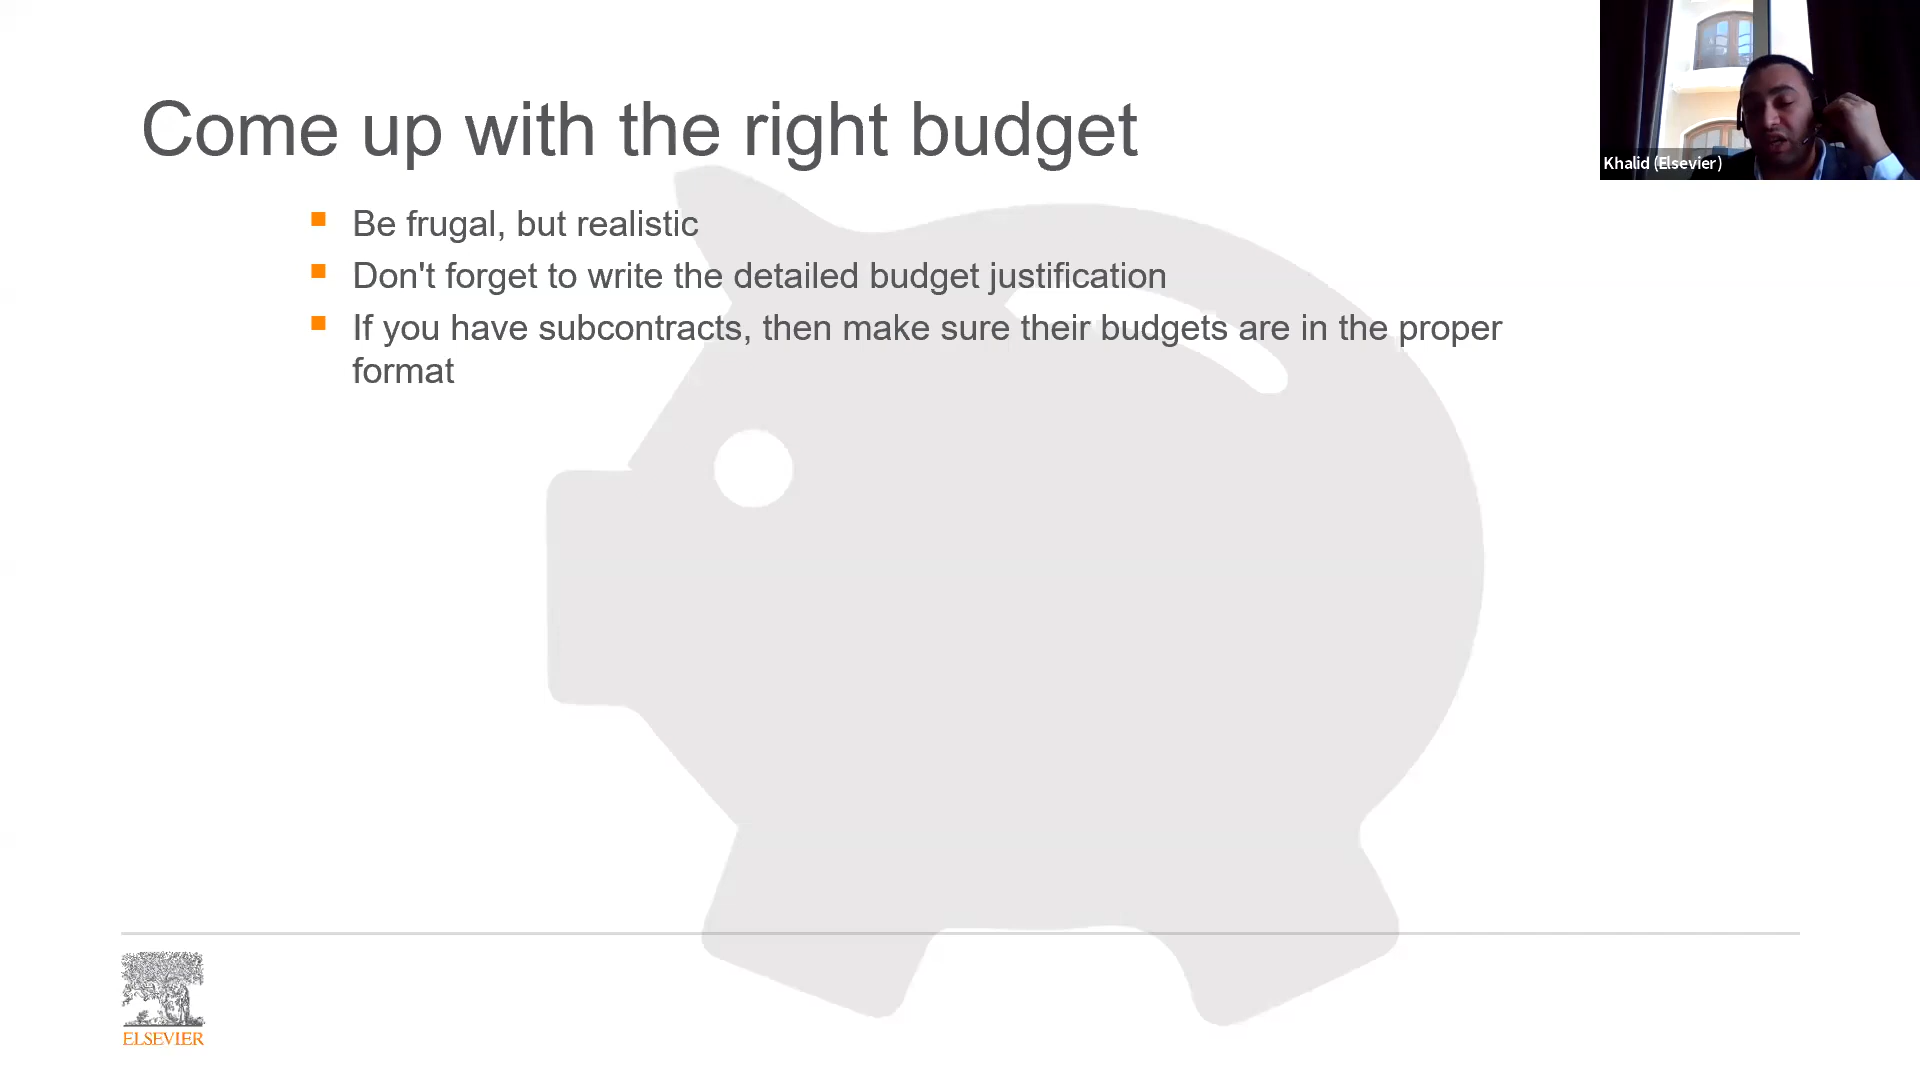 Come up with the right budget
Be frugal, but realistic
Don't forget to write the detailed budget justification
If you have subcontracts, then make sure their budgets are in the proper
format
Khalid (Elsevier)
ELSEVIER